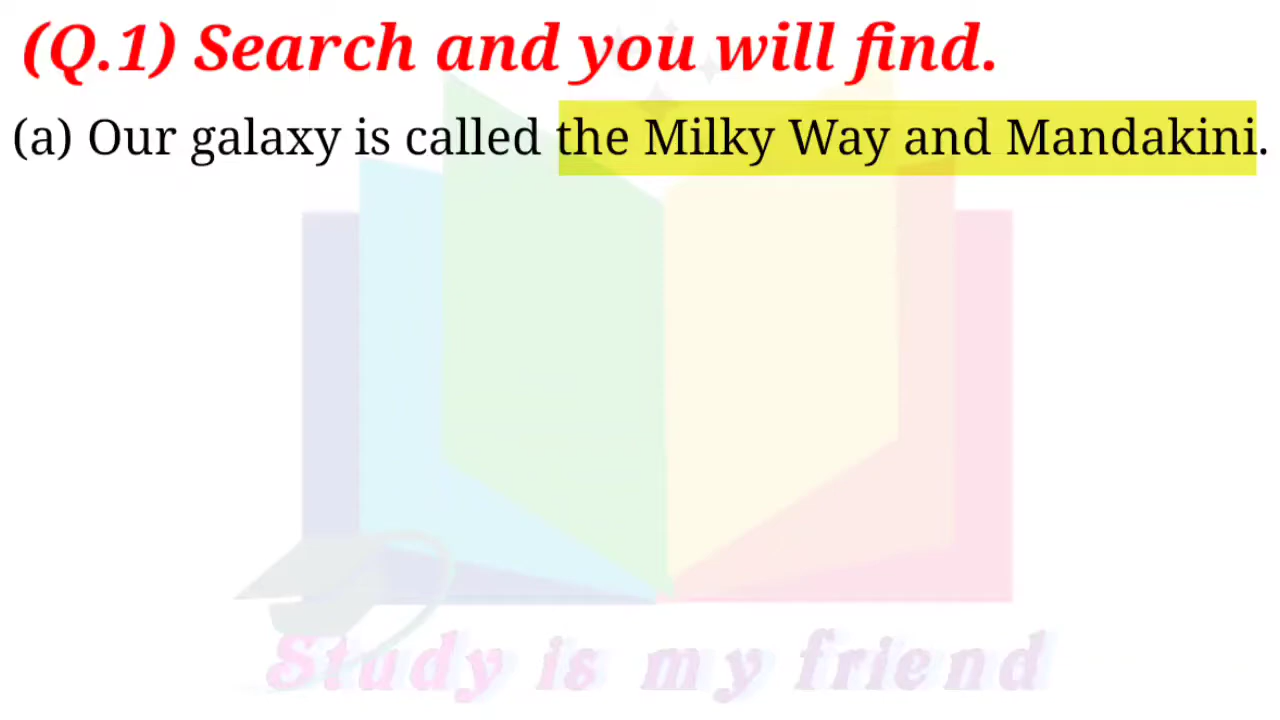 (Q.1) Search and you will find.
(a) Our galaxy is called the Milky Way and Mandakini.
Study is my friend